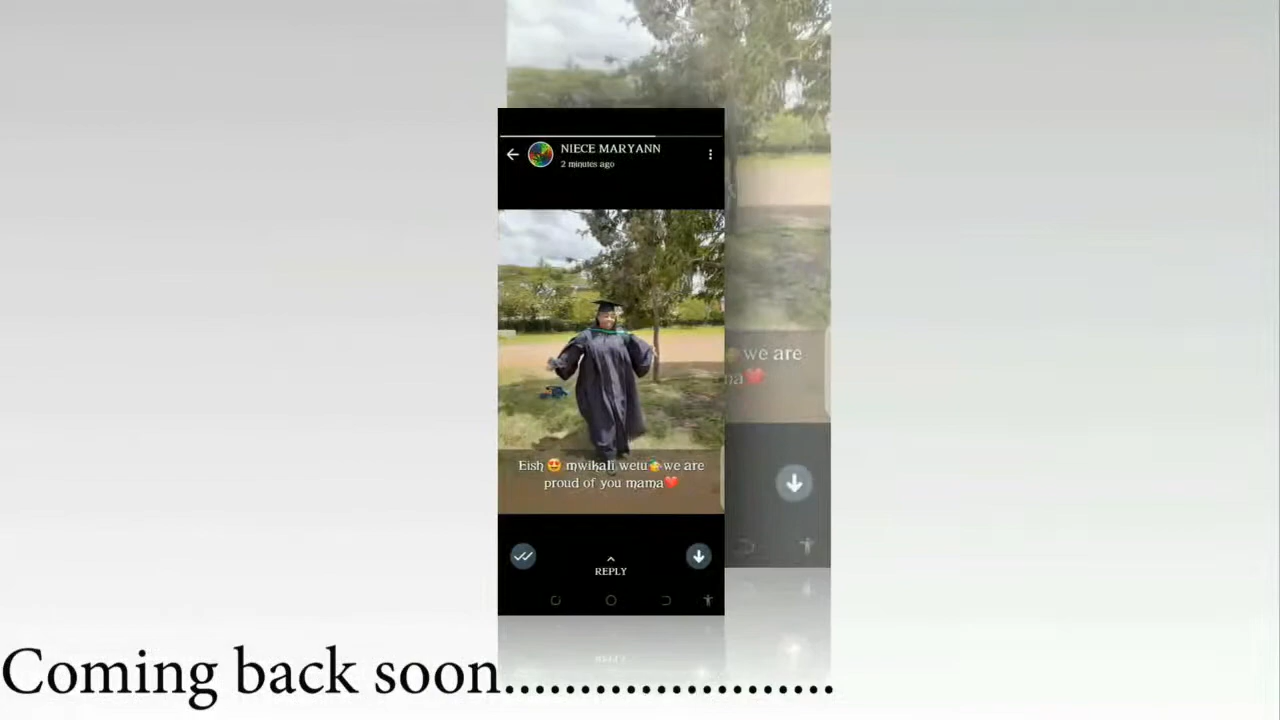 NIECE MARYANN
2 minutes ago
we are
na❤️
Eish 😍 mwikali wetu🥳we are
proud of you mama❤️
REPLY
Coming back soon.....................